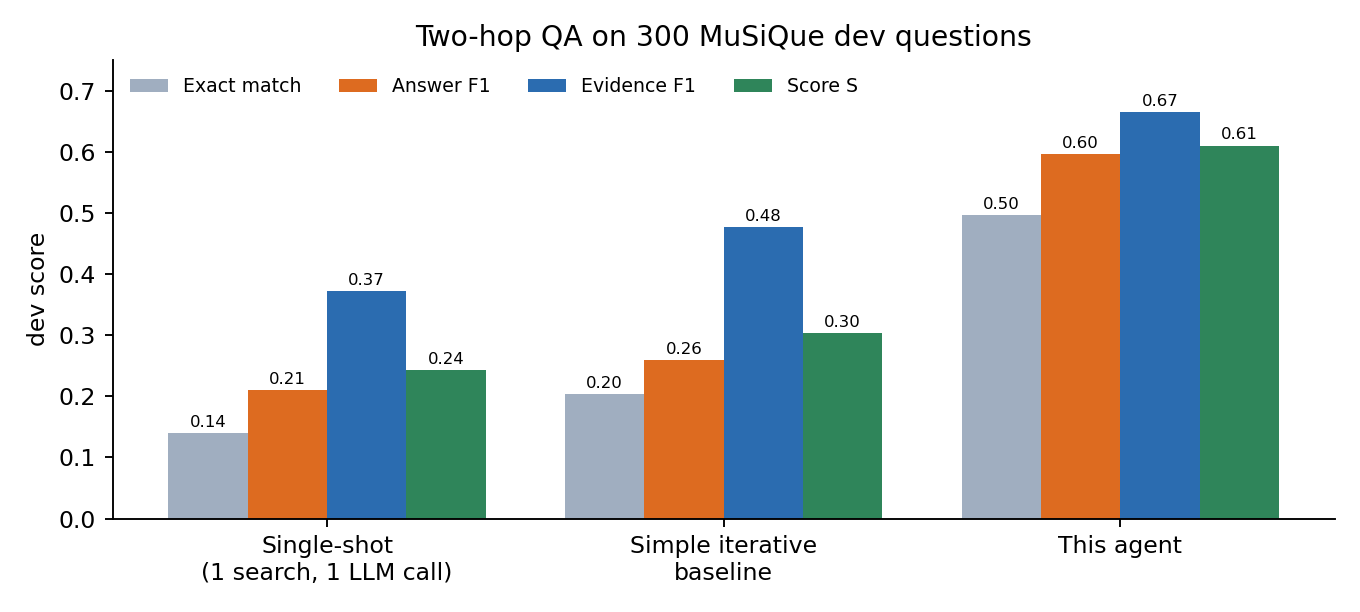 Two-hop QA on 300 MuSiQue dev questions
Exact match Answer F1 Evidence F1 Score S
dev score
0.7
0.6
0.5
0.4
0.3
0.2
0.1
0.0
0.14 0.21 0.37 0.24
0.20 0.26 0.48 0.30
0.50 0.60 0.67 0.61
Single-shot
(1 search, 1 LLM call)
Simple iterative
baseline
This agent